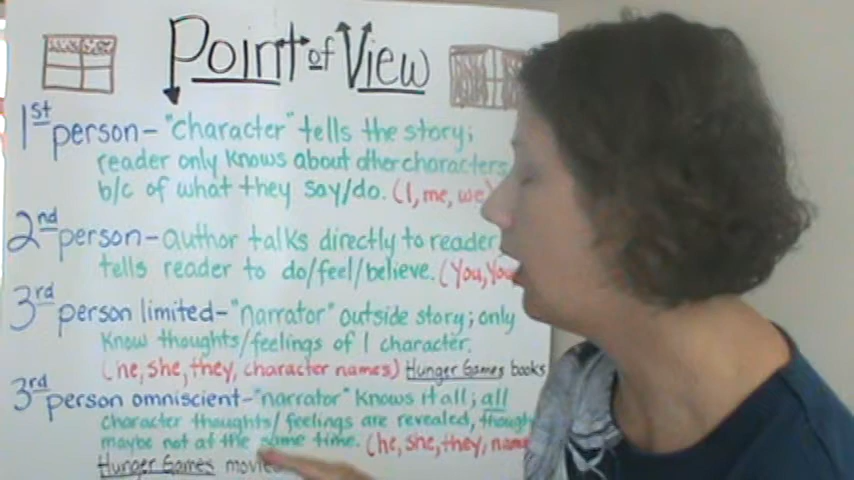 Point of View
1st person- "character" tells the story;
reader only knows about other characters
b/c of what they say/do. (I, me, we)
2nd person- author talks directly to reader
tells reader to do/feel/believe. (You,
3rd person limited- "narrator" outside story; only
know thoughts/feelings of 1 character.
(he, she, they, character names) Hunger Games books
3rd person omniscient- "narrator" knows it all; all
character thoughts/feelings are revealed, though
maybe not at the same time. (he, she, they,
Hunger Games